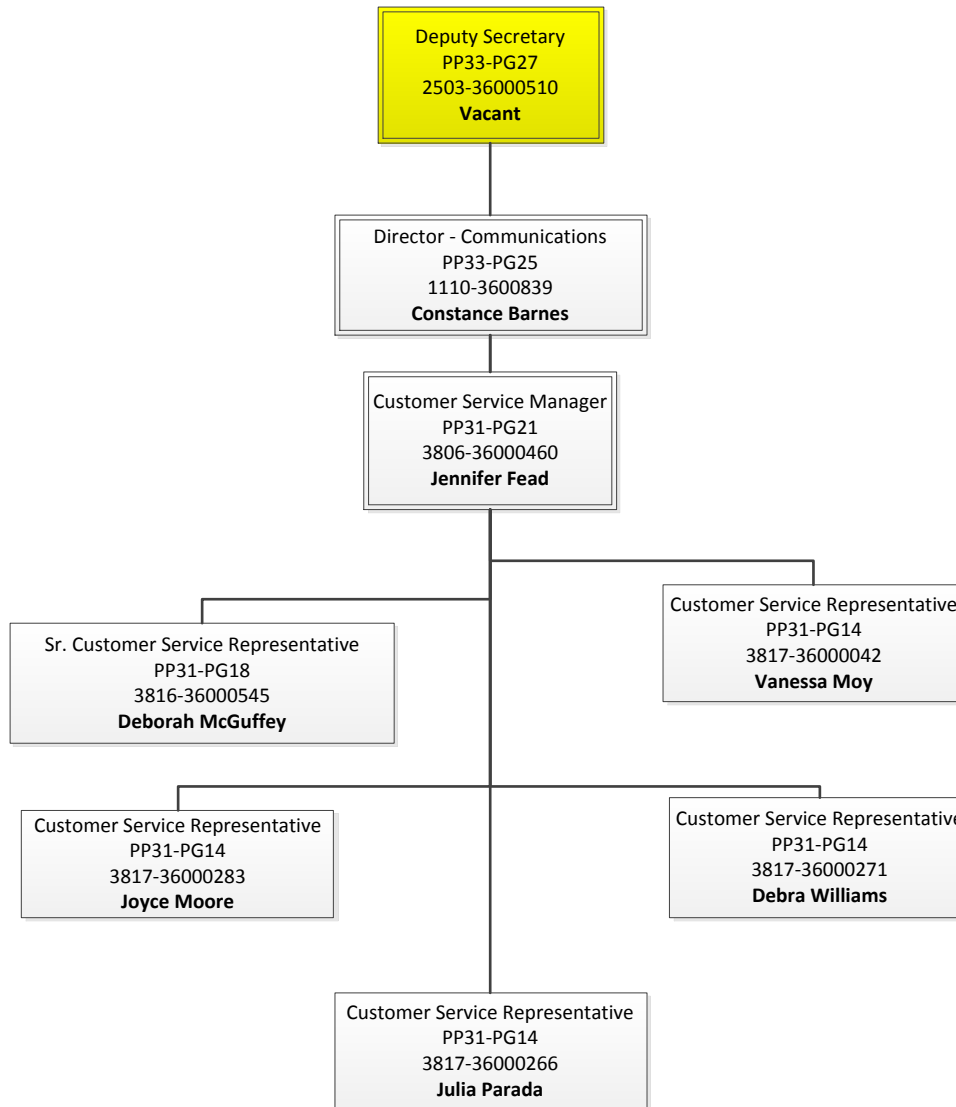 Deputy Secretary
PP33-PG27
2503-36000510
Vacant
Director - Communications
PP33-PG25
1110-3600839
Constance Barnes
Customer Service Manager
PP31-PG21
3806-36000460
Jennifer Fead
Sr. Customer Service Representative
PP31-PG18
3816-36000545
Deborah McGuffey
Customer Service Representative
PP31-PG14
3817-36000042
Vanessa Moy
Customer Service Representative
PP31-PG14
3817-36000283
Joyce Moore
Customer Service Representative
PP31-PG14
3817-36000271
Debra Williams
Customer Service Representative
PP31-PG14
3817-36000266
Julia Parada